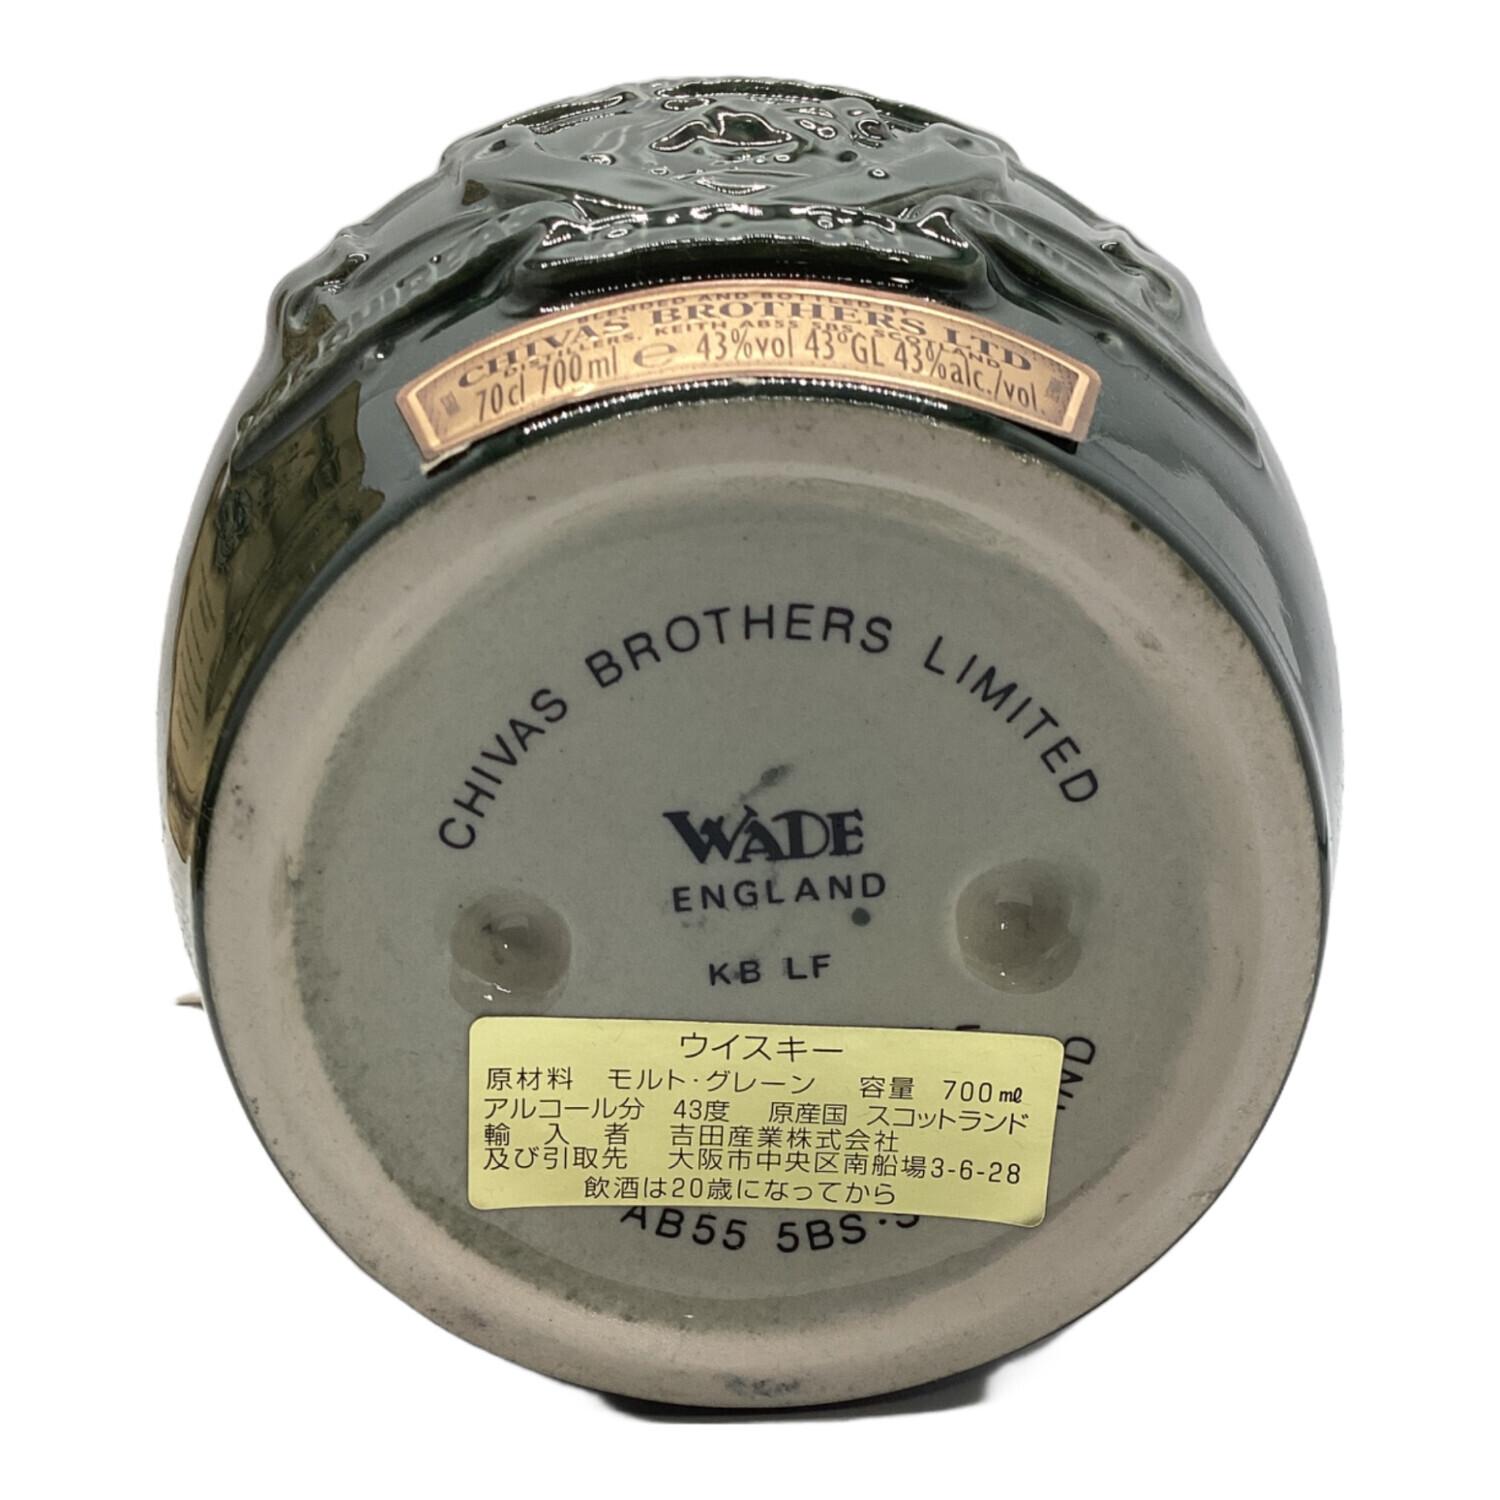 BLENDED AND BOTTLED BY
CHIVAS BROTHERS LTD
DISTILLERS, KEITH AB55 5BS, SCOTLAND
70cl 700ml e 43%vol 43°GL 43%alc./vol.
CHIVAS BROTHERS LIMITED
WADE
ENGLAND
KB LF
ウイスキー
原材料 モルト・グレーン 容量 700㎖
アルコール分 43度 原産国 スコットランド
輸入者 吉田産業株式会社
及び引取先 大阪市中央区南船場3-6-28
飲酒は20歳になってから
AB55 5BS